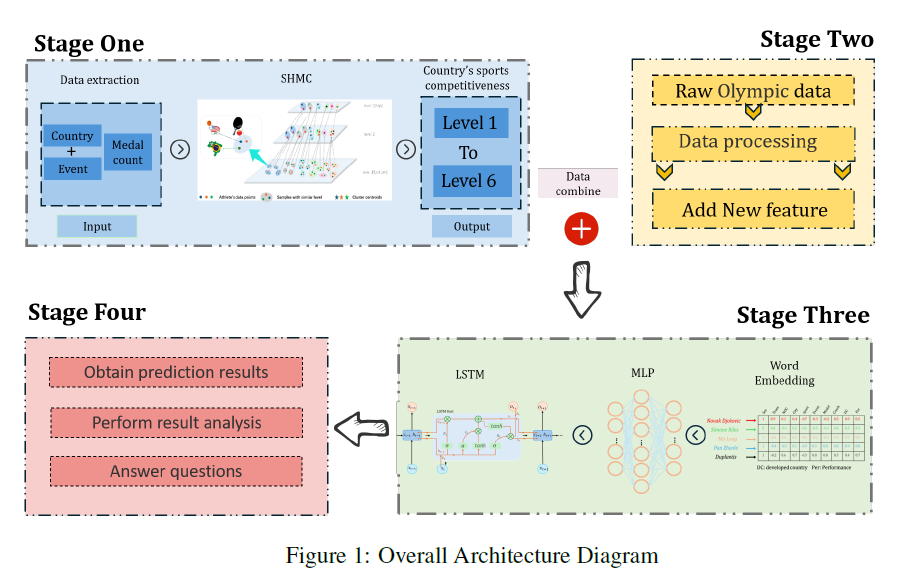 Stage One
Data extraction
Country
+
Event
Medal
count
Input
SHMC
Athlete's data points
Samples with similar level
Cluster centroids
Country's sports
competitiveness
Level 1
To
Level 6
Output
Data
combine
Stage Two
Raw Olympic data
Data processing
Add New feature
Stage Three
Word
Embedding
Novak Djokovic
Simone Biles
Ma Long
Pan Zhanle
Duplantis
DC: developed country Per: Performance
MLP
LSTM
tanh
tanh
Stage Four
Obtain prediction results
Perform result analysis
Answer questions
Figure 1: Overall Architecture Diagram